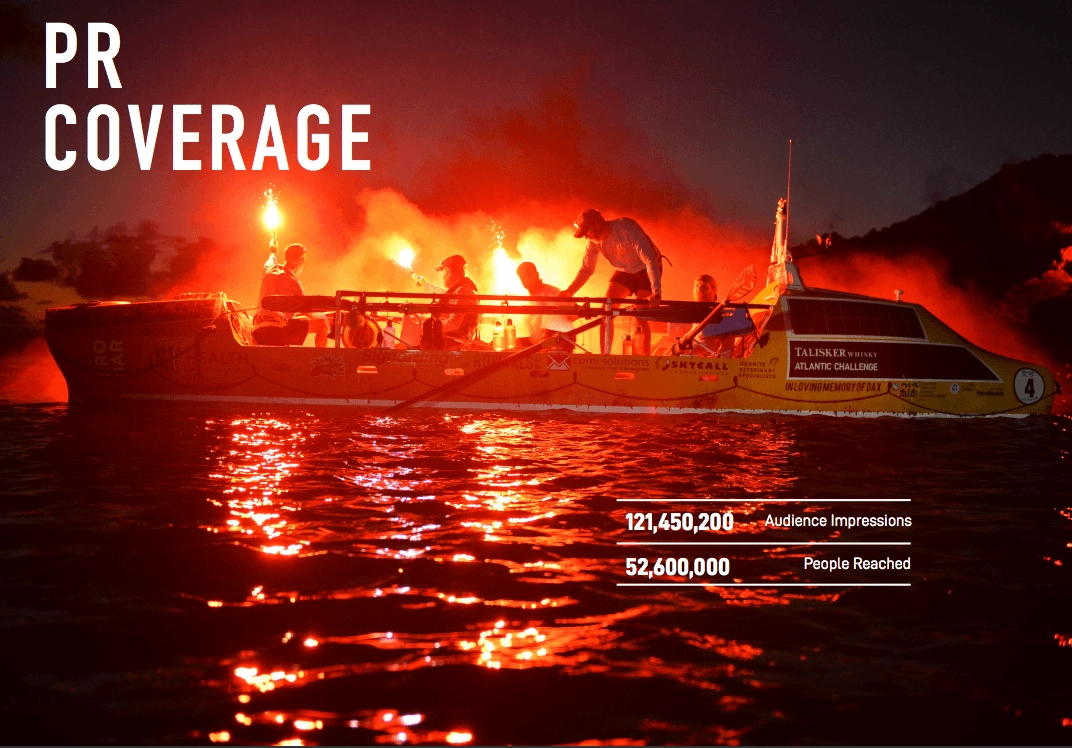 PR
COVERAGE
TALISKER WHISKY
ATLANTIC CHALLENGE
SKYCALL
IN LOVING MEMORY OF DAX
4
121,450,200 Audience Impressions
52,600,000 People Reached